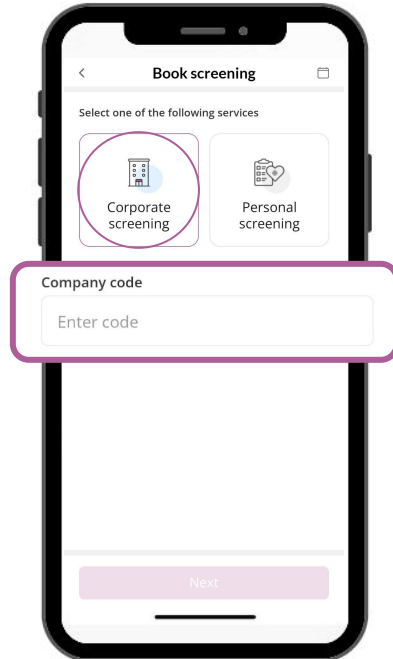 Book screening
Select one of the following services
Corporate
screening
Personal
screening
Company code
Enter code
Next